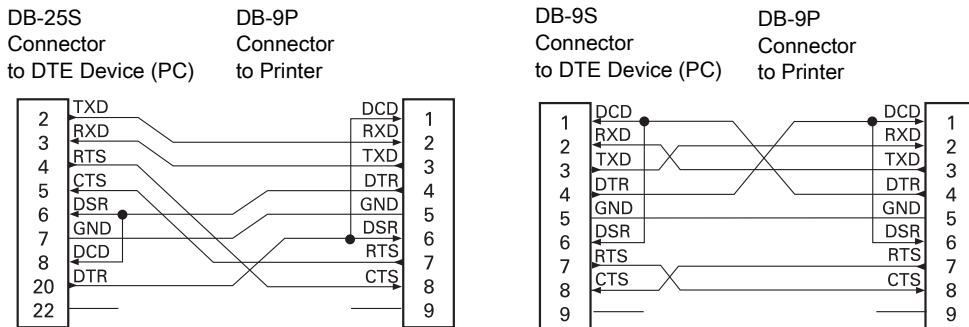 DB-25S
Connector
to DTE Device (PC)
DB-9P
Connector
to Printer
2 TXD DCD 1
3 RXD RXD 2
4 RTS TXD 3
5 CTS DTR 4
6 DSR GND 5
7 GND DSR 6
8 DCD RTS 7
20 DTR CTS 8
22 9
DB-9S
Connector
to DTE Device (PC)
DB-9P
Connector
to Printer
1 DCD DCD 1
2 RXD RXD 2
3 TXD TXD 3
4 DTR DTR 4
5 GND GND 5
6 DSR DSR 6
7 RTS RTS 7
8 CTS CTS 8
9 9